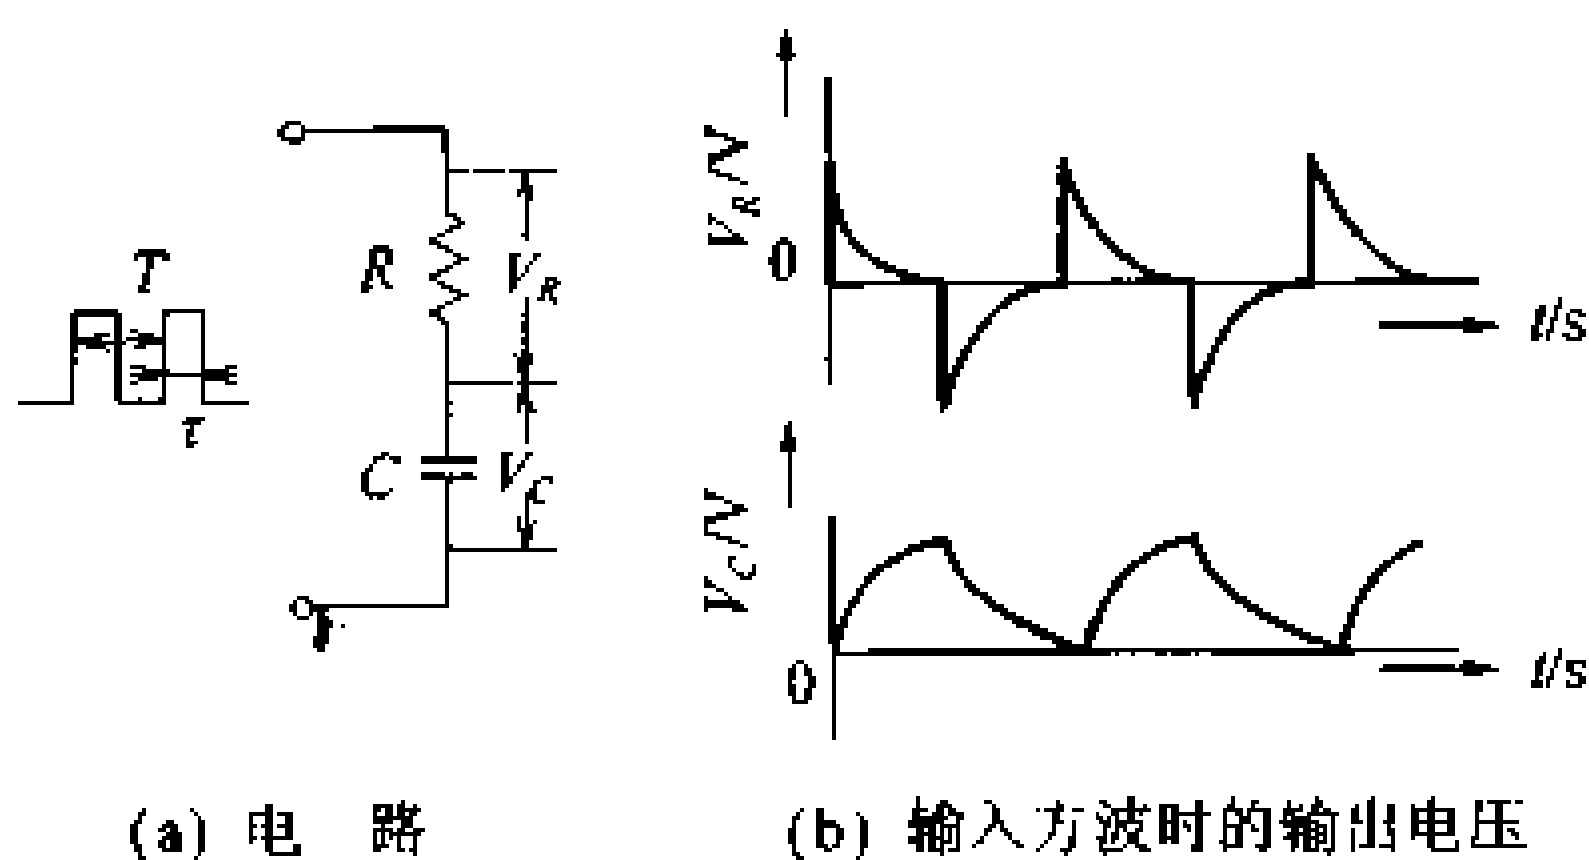 T
τ
R
V_R
C
V_C
V_R/V
0
t/s
V_C/V
0
t/s
(a) 电 路
(b) 输入方波时的输出电压